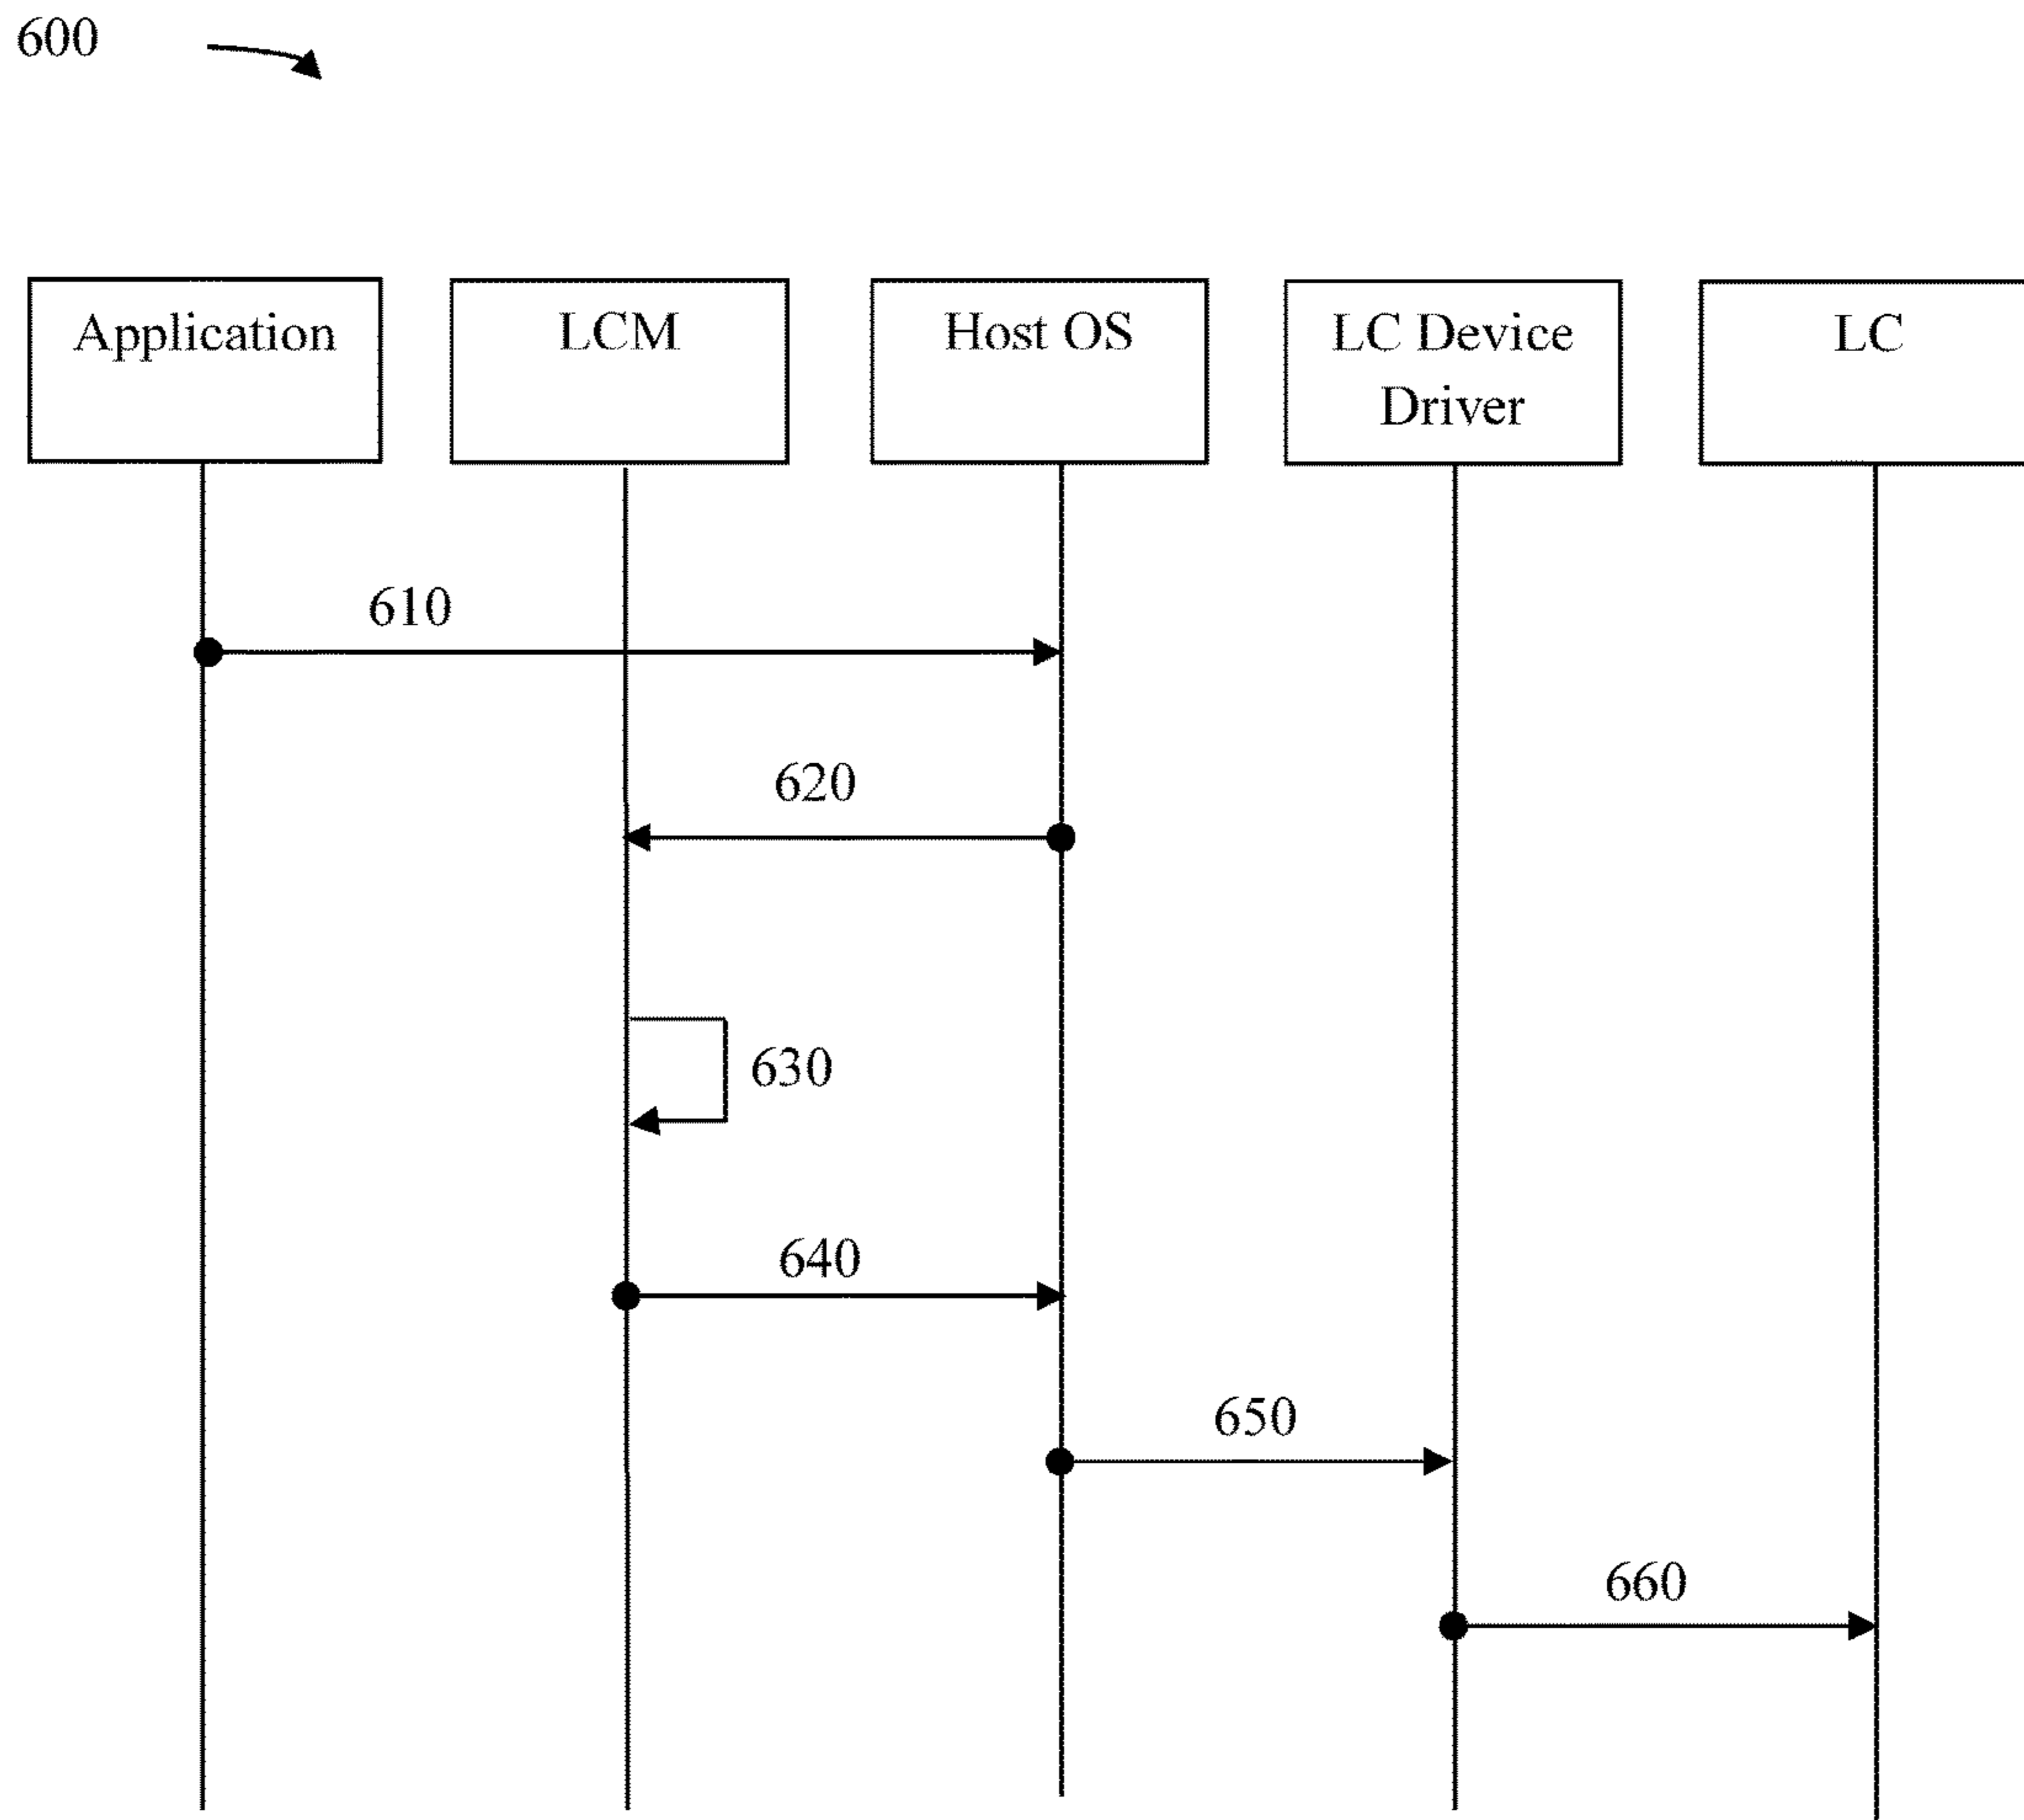 600
Application
LCM
Host OS
LC Device
Driver
LC
610
620
630
640
650
660